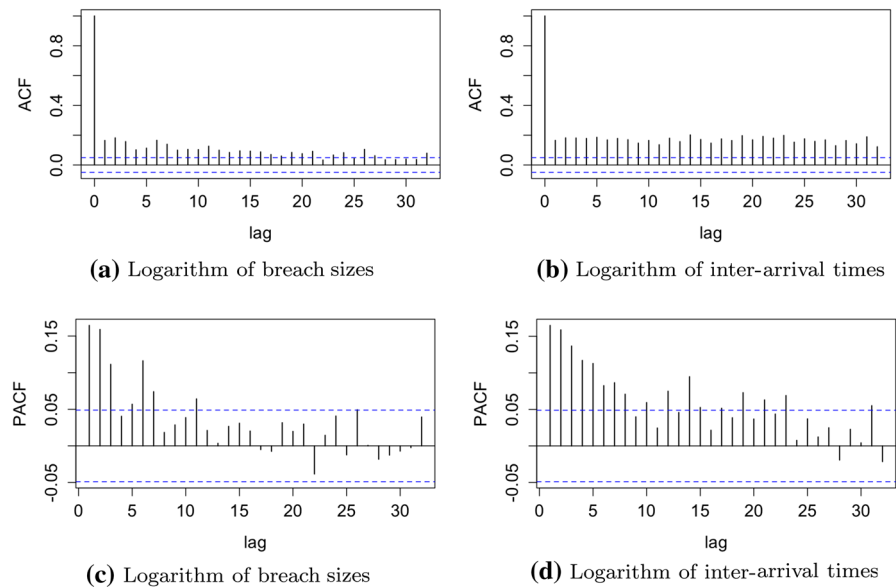 ACF
0.0 0.4 0.8
0 5 10 15 20 25 30
lag
(a) Logarithm of breach sizes
ACF
0.0 0.4 0.8
0 5 10 15 20 25 30
lag
(b) Logarithm of inter-arrival times
PACF
-0.05 0.05 0.15
0 5 10 15 20 25 30
lag
(c) Logarithm of breach sizes
PACF
-0.05 0.05 0.15
0 5 10 15 20 25 30
lag
(d) Logarithm of inter-arrival times